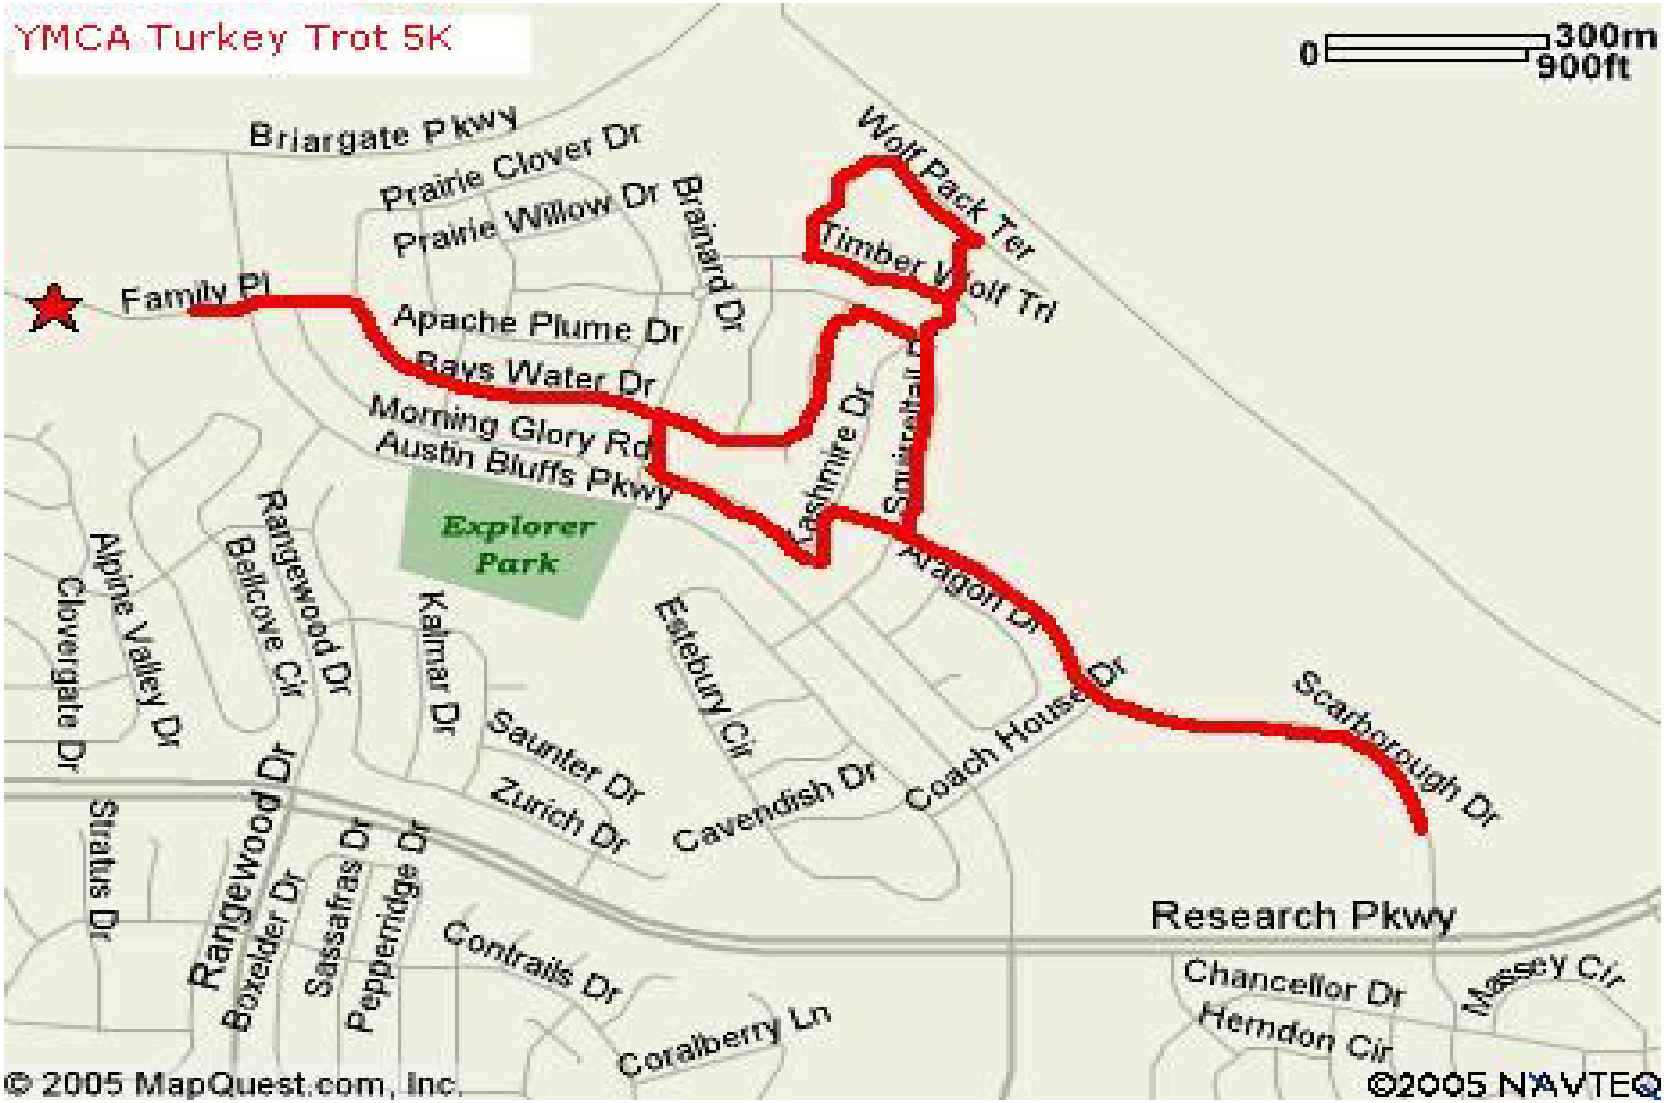 YMCA Turkey Trot 5K
0
300m
900ft
Briargate Pkwy
Prairie Clover Dr
Prairie Willow Dr
Brainard Dr
Wolf Pack Ter
Timber Wolf Trl
Family Pl
Apache Plume Dr
Rays Water Dr
Morning Glory Rd
Austin Bluffs Pkwy
Explorer
Park
Lashmire Dr
Squirreltail
Aragon Dr
Rangewood Dr
Bellcove Cir
Alpine Valley Dr
Clovergate Dr
Kalmar Dr
Estebury Cir
Saunter Dr
Zurich Dr
Cavendish Dr
Coach House Dr
Scarborough Dr
Stratus Dr
Rangewood Dr
Boxelder Dr
Sassafras Dr
Pepperridge Dr
Contrails Dr
Coralberry Ln
Research Pkwy
Chancellor Dr
Herndon Cir
Massey Cir
© 2005 MapQuest.com, Inc.
©2005 NAVTEQ